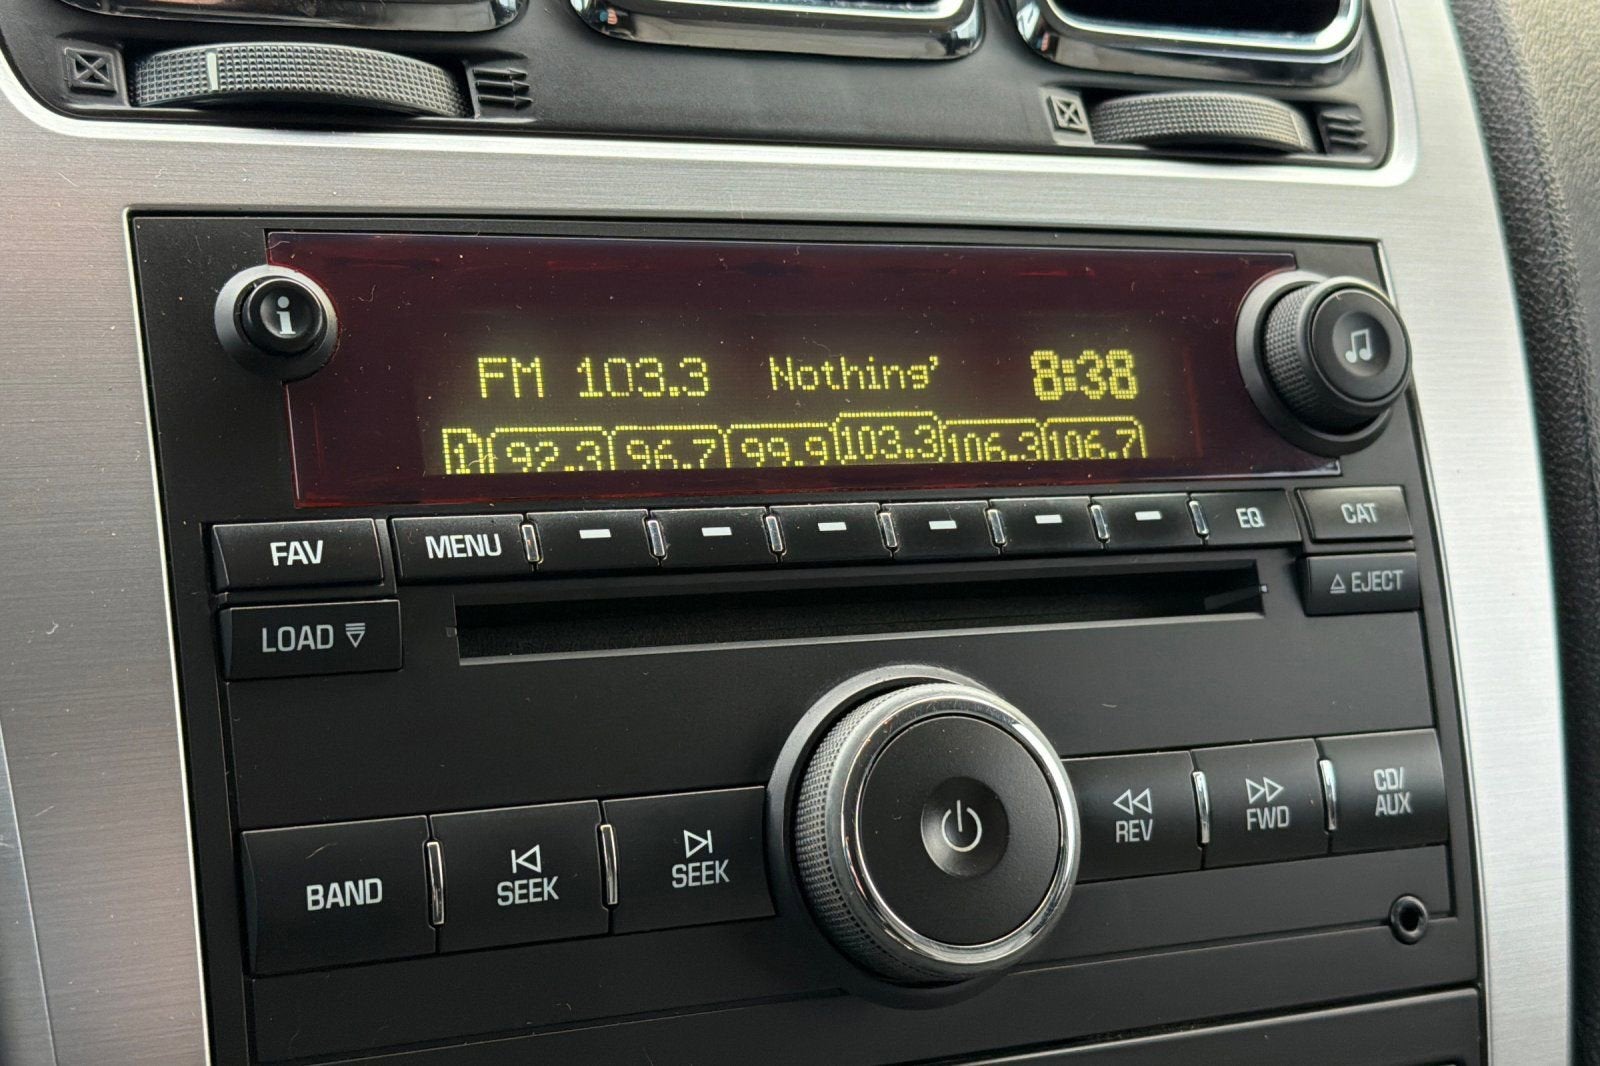 i
FM 103.3 Nothing' 8:38
1 92.3 96.7 99.9 103.3 106.3 106.7
FAV MENU EQ CAT
LOAD EJECT
BAND SEEK SEEK REV FWD CD/
AUX